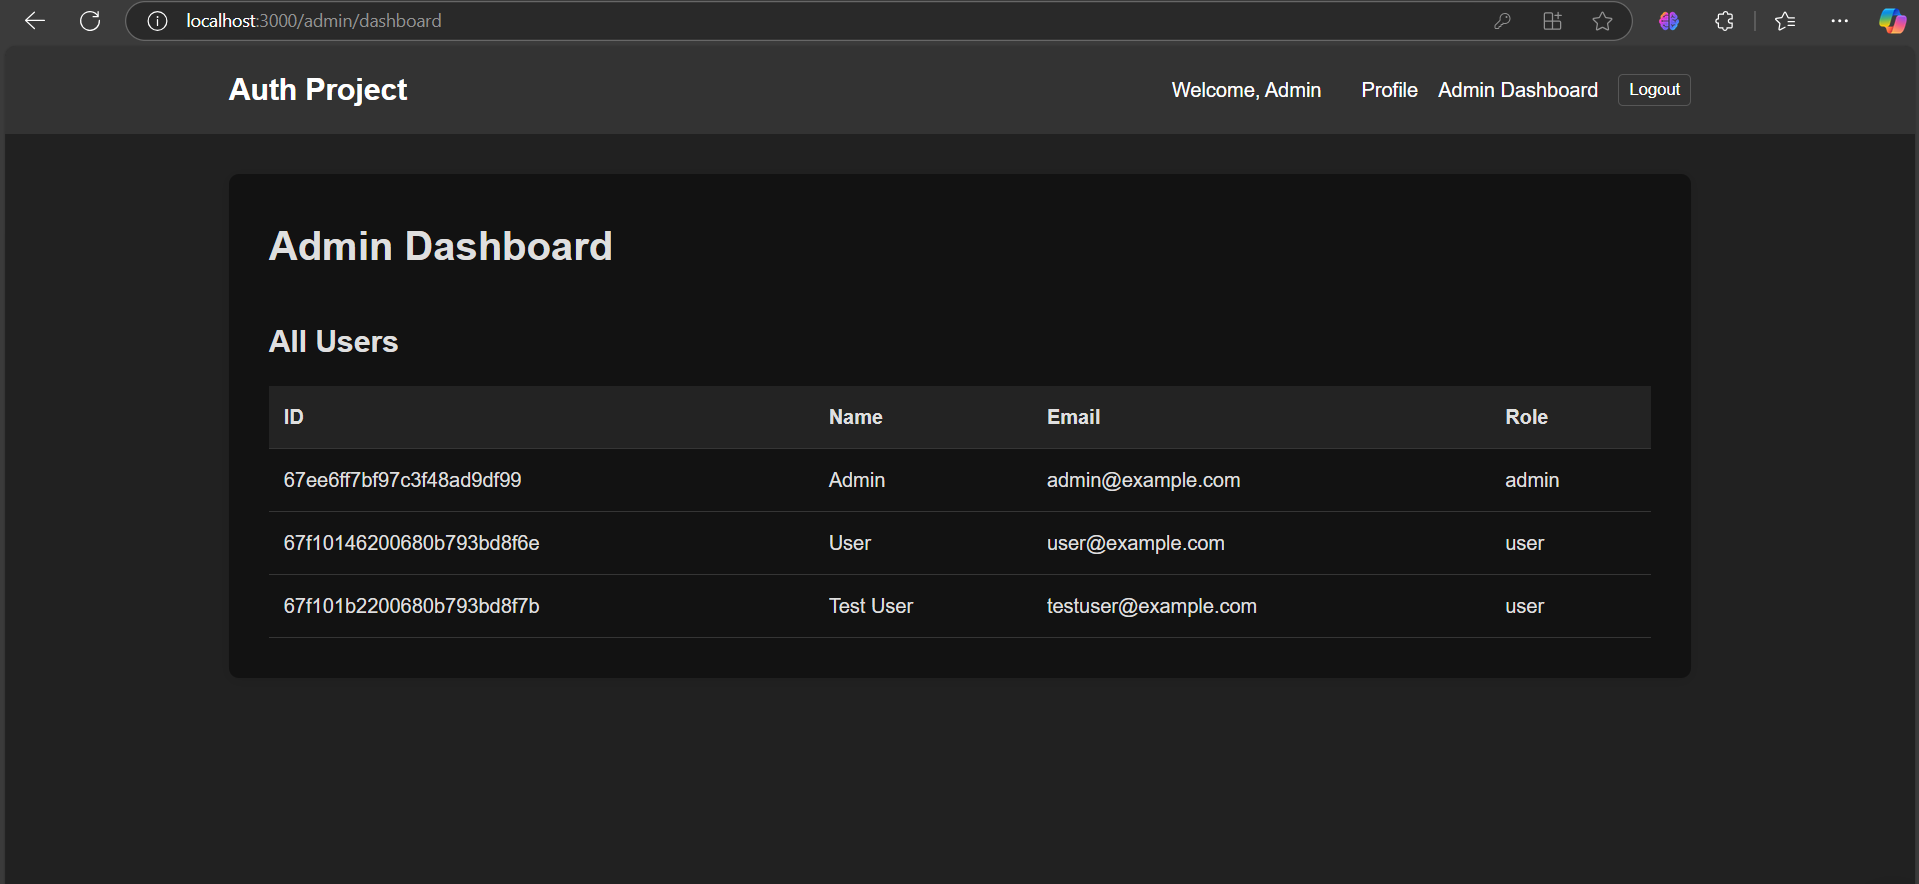 localhost:3000/admin/dashboard
Auth Project
Welcome, Admin Profile Admin Dashboard Logout
Admin Dashboard
All Users
ID Name Email Role
67ee6ff7bf97c3f48ad9df99 Admin admin@example.com admin
67f10146200680b793bd8f6e User user@example.com user
67f101b2200680b793bd8f7b Test User testuser@example.com user